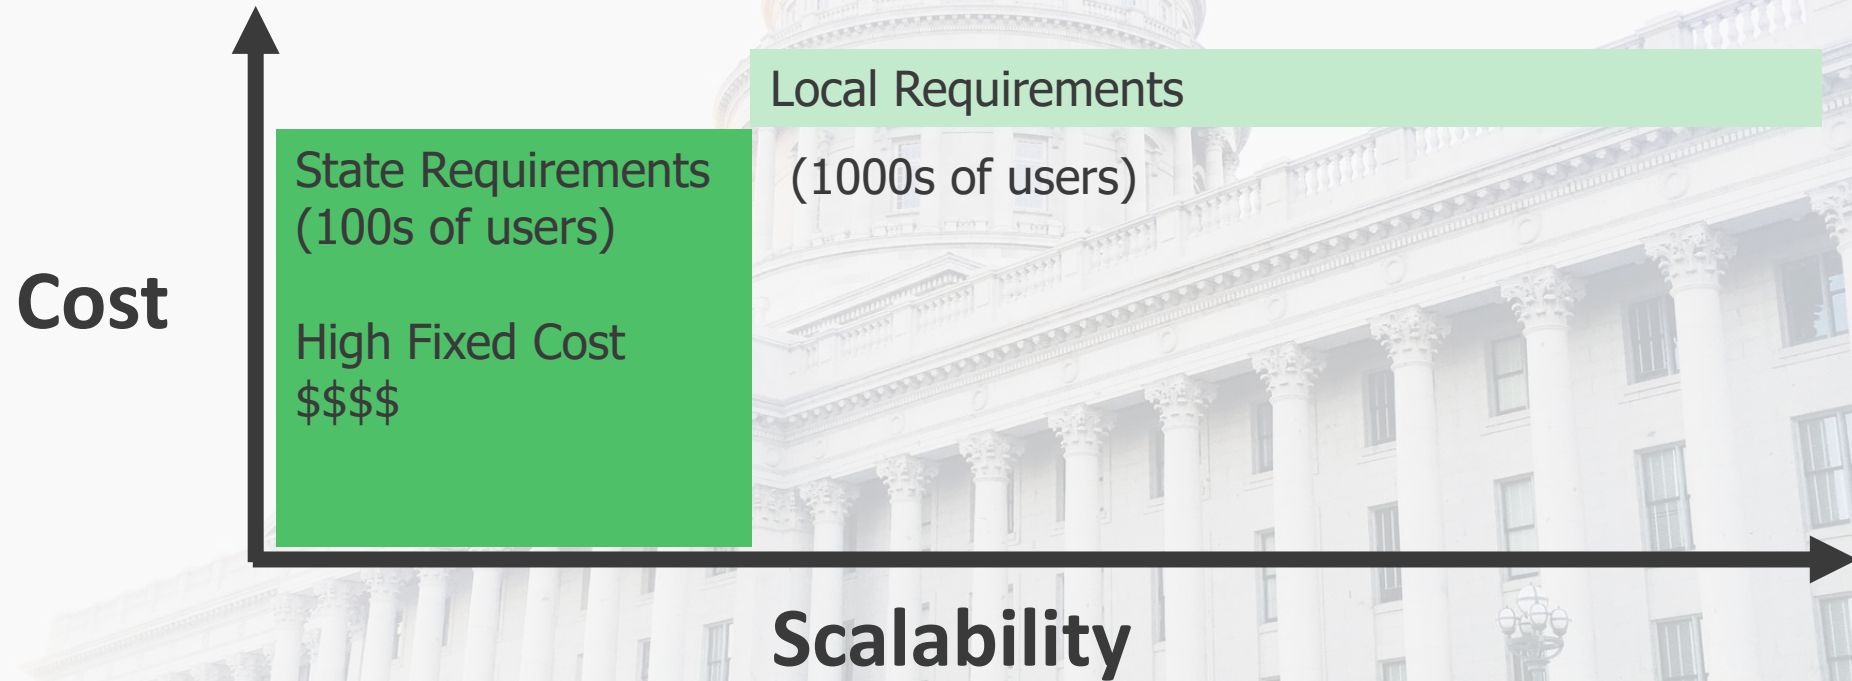 Local Requirements
State Requirements
(100s of users)
(1000s of users)
High Fixed Cost
$$$$
Cost
Scalability